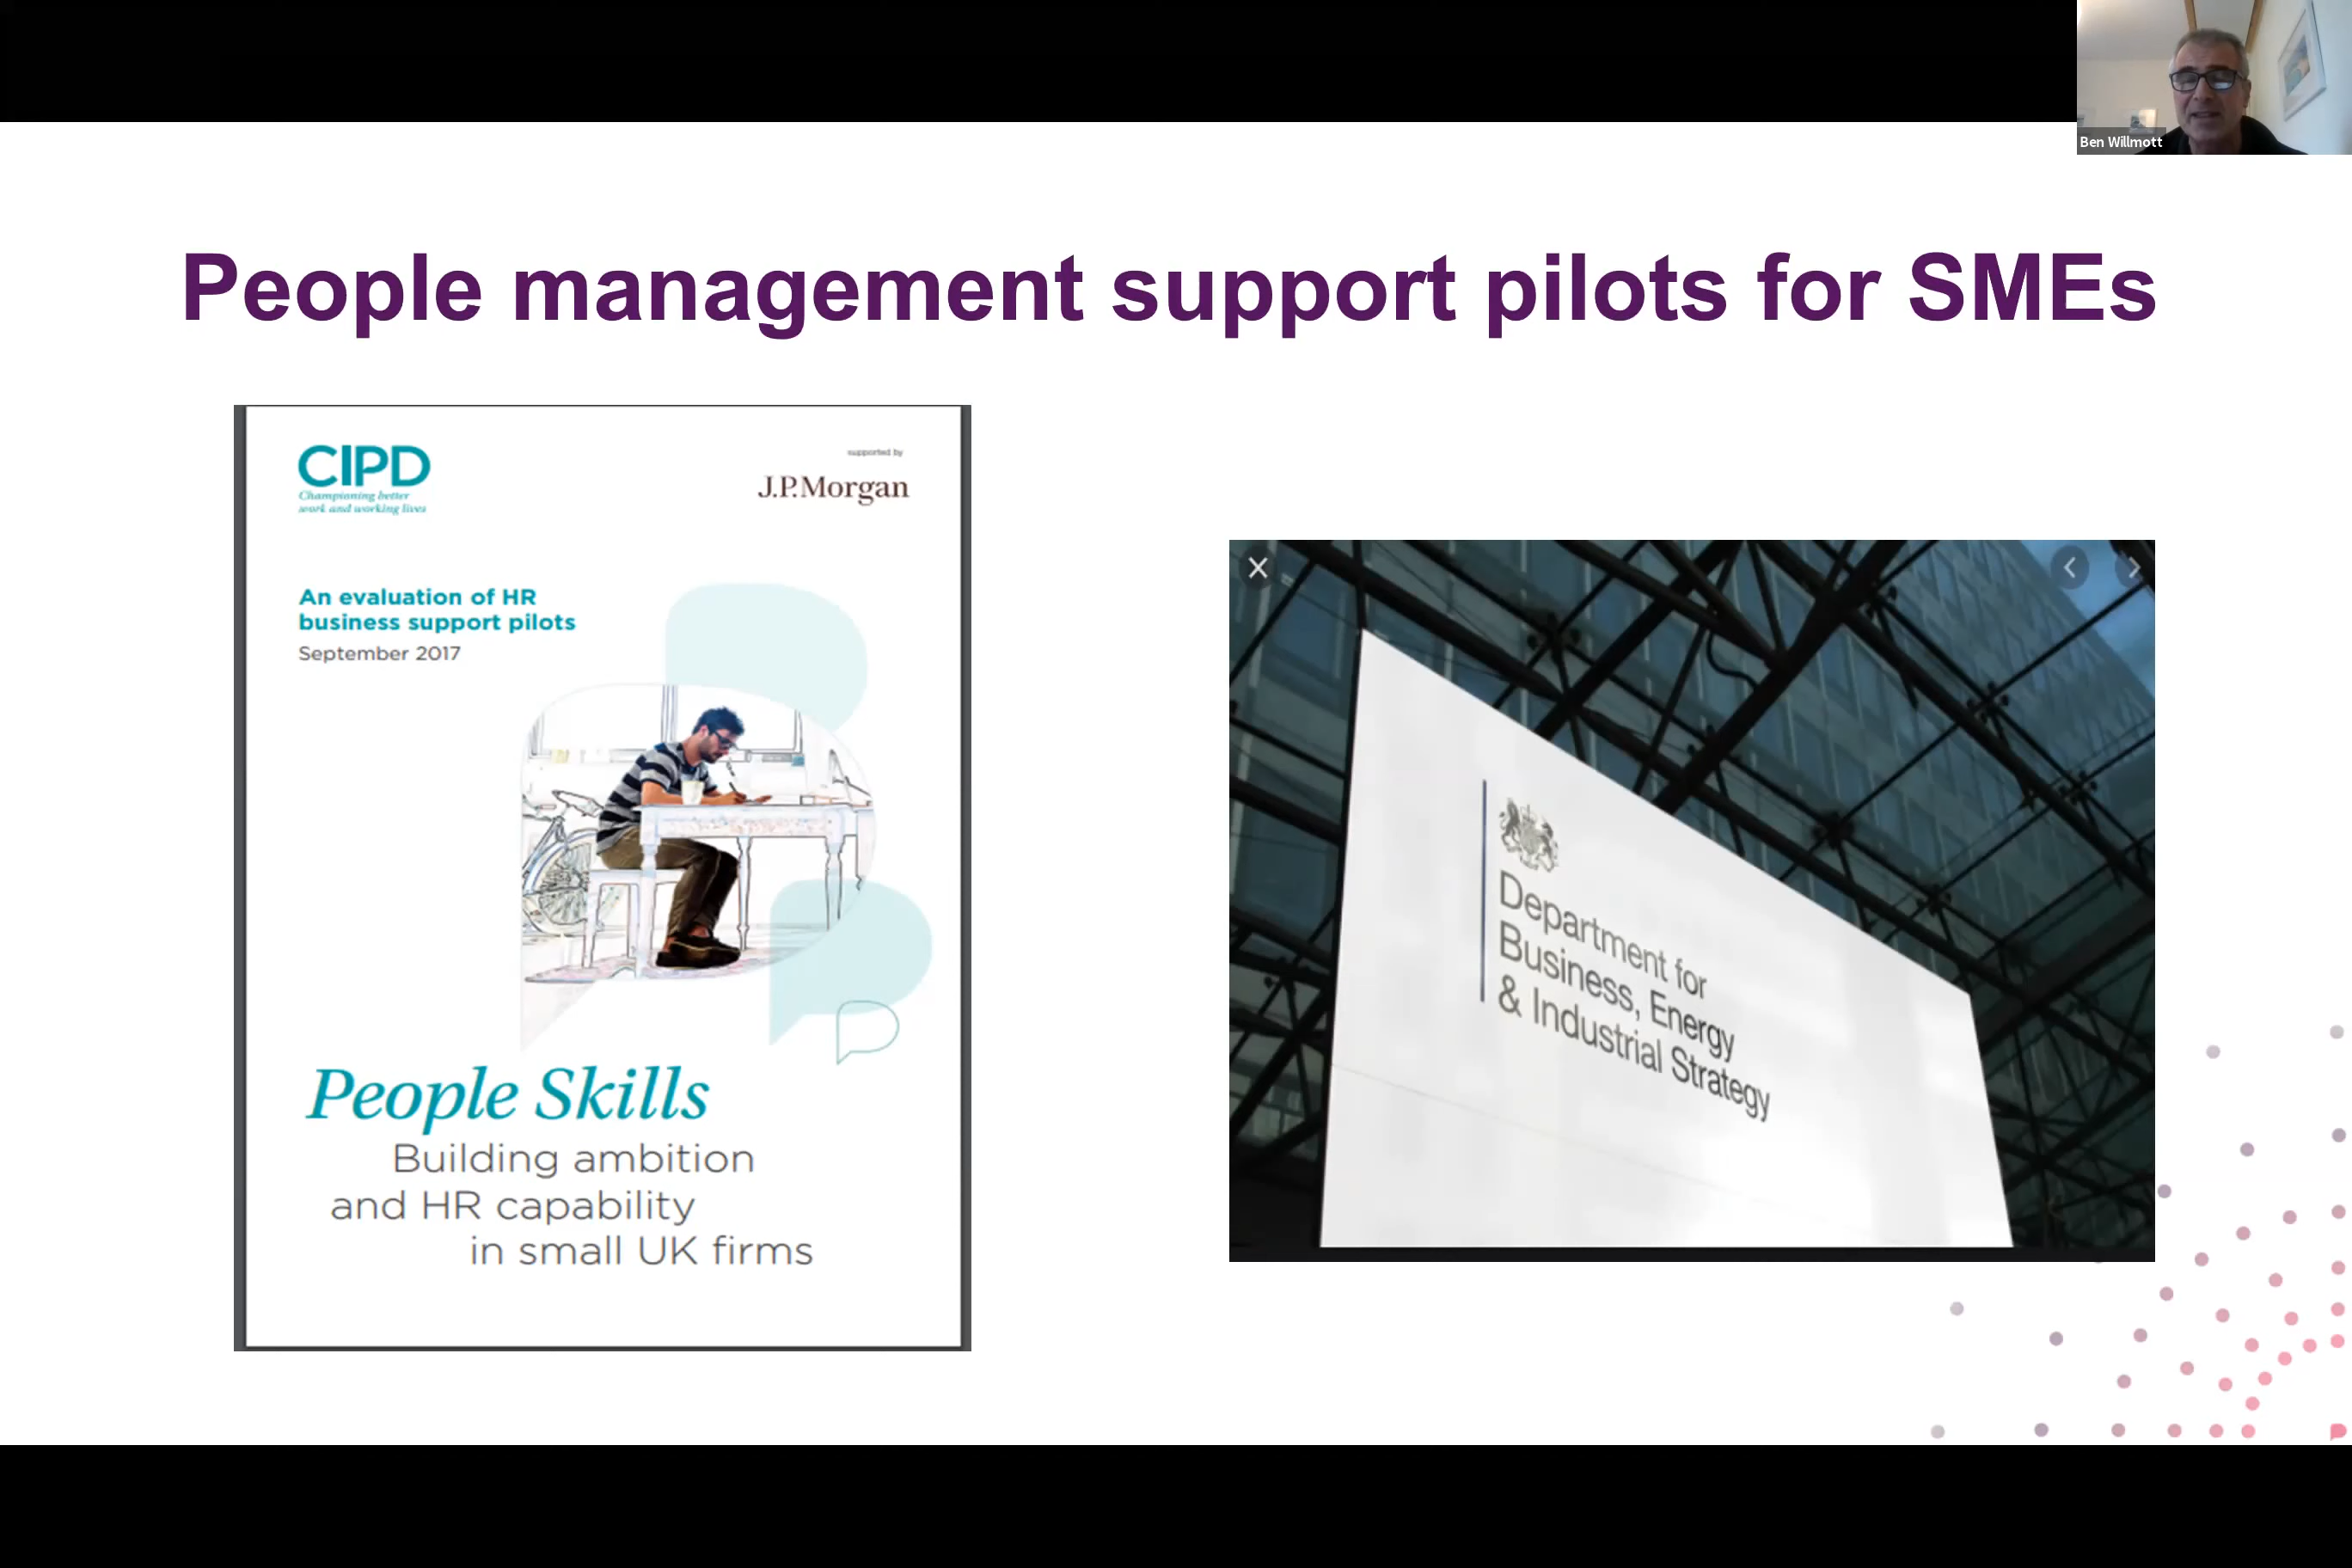 Ben Willmott
People management support pilots for SMEs
CIPD
Championing better
work and working lives
supported by
J.P.Morgan
An evaluation of HR
business support pilots
September 2017
People Skills
Building ambition
and HR capability
in small UK firms
Department for
Business, Energy
& Industrial Strategy